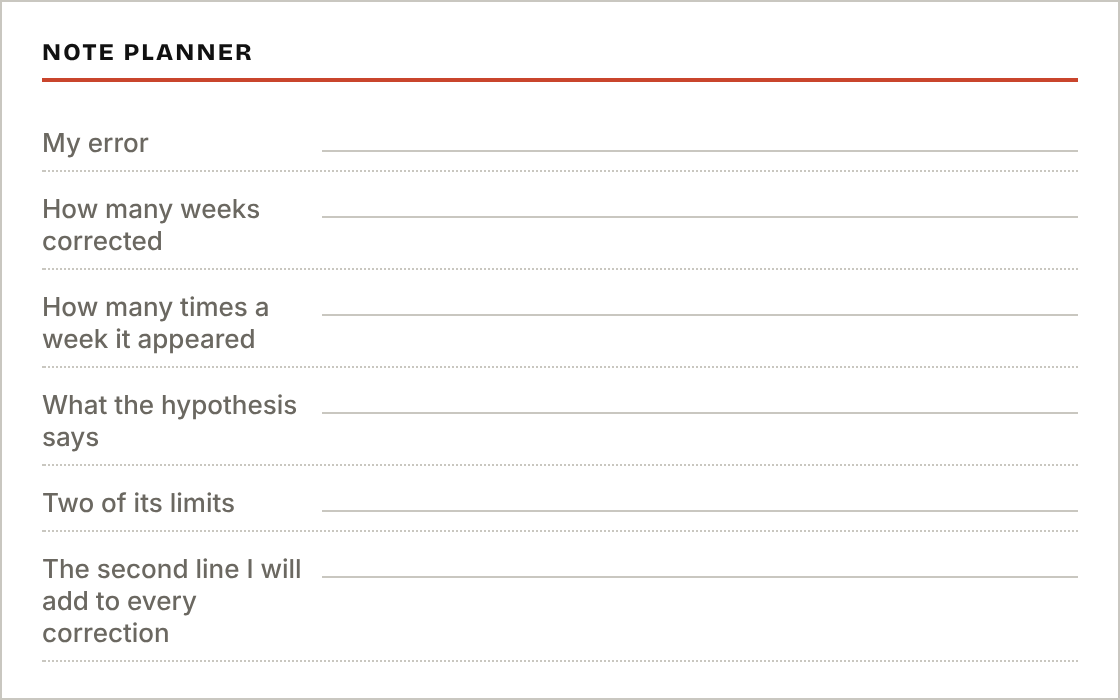 NOTE PLANNER
My error
How many weeks
corrected
How many times a
week it appeared
What the hypothesis
says
Two of its limits
The second line I will
add to every
correction